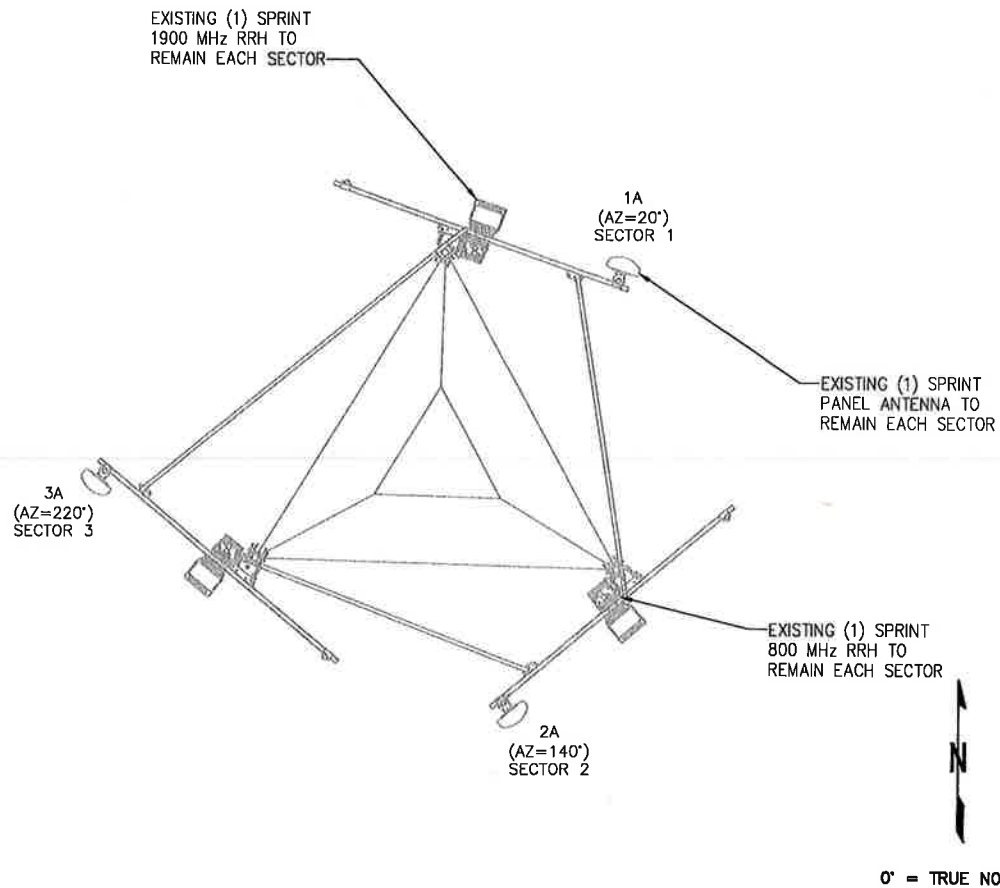 EXISTING (1) SPRINT
1900 MHz RRH TO
REMAIN EACH SECTOR
1A
(AZ=20°)
SECTOR 1
EXISTING (1) SPRINT
PANEL ANTENNA TO
REMAIN EACH SECTOR
3A
(AZ=220°)
SECTOR 3
EXISTING (1) SPRINT
800 MHz RRH TO
REMAIN EACH SECTOR
2A
(AZ=140°)
SECTOR 2
N
0° = TRUE NO